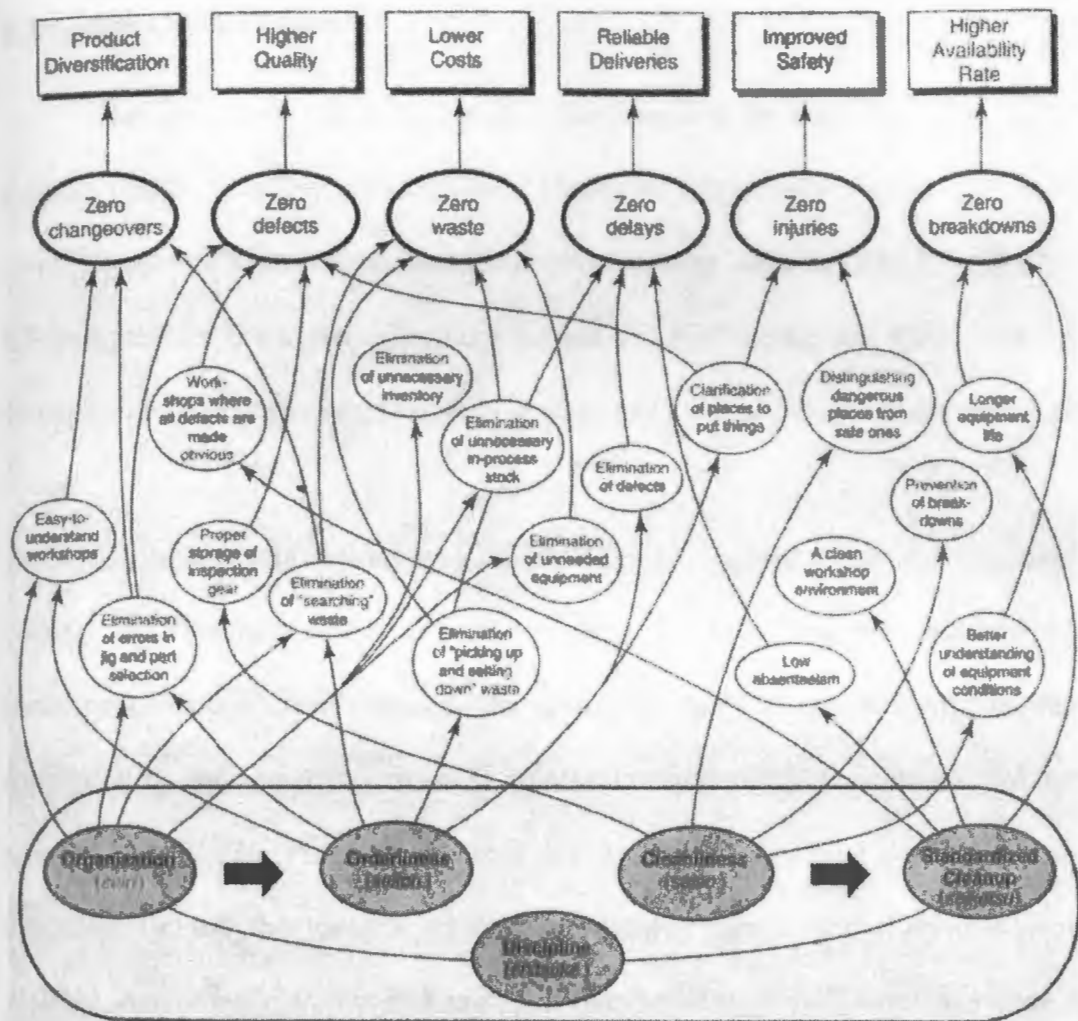 Product
Diversification
Higher
Quality
Lower
Costs
Reliable
Deliveries
Improved
Safety
Higher
Availability
Rate
Zero
changeovers
Zero
defects
Zero
waste
Zero
delays
Zero
injuries
Zero
breakdowns
Work-
shops where
all defects are
made
obvious
Elimination
of unnecessary
inventory
Elimination
of unnecessary
in-process
stock
Clarification
of places to
put things
Distinguishing
dangerous
places from
safe ones
Longer
equipment
life
Easy-to-
understand
workshops
Proper
storage of
inspection
gear
Elimination
of "searching"
waste
Elimination
of unneeded
equipment
Elimination
of defects
Prevention
of break-
downs
A clean
workshop
environment
Elimination
of errors in
jig and part
selection
Elimination
of "picking up
and setting
down" waste
Low
absenteeism
Better
understanding
of equipment
conditions
Organization
Orderliness
Cleanliness
Standardized
Cleanup
Discipline